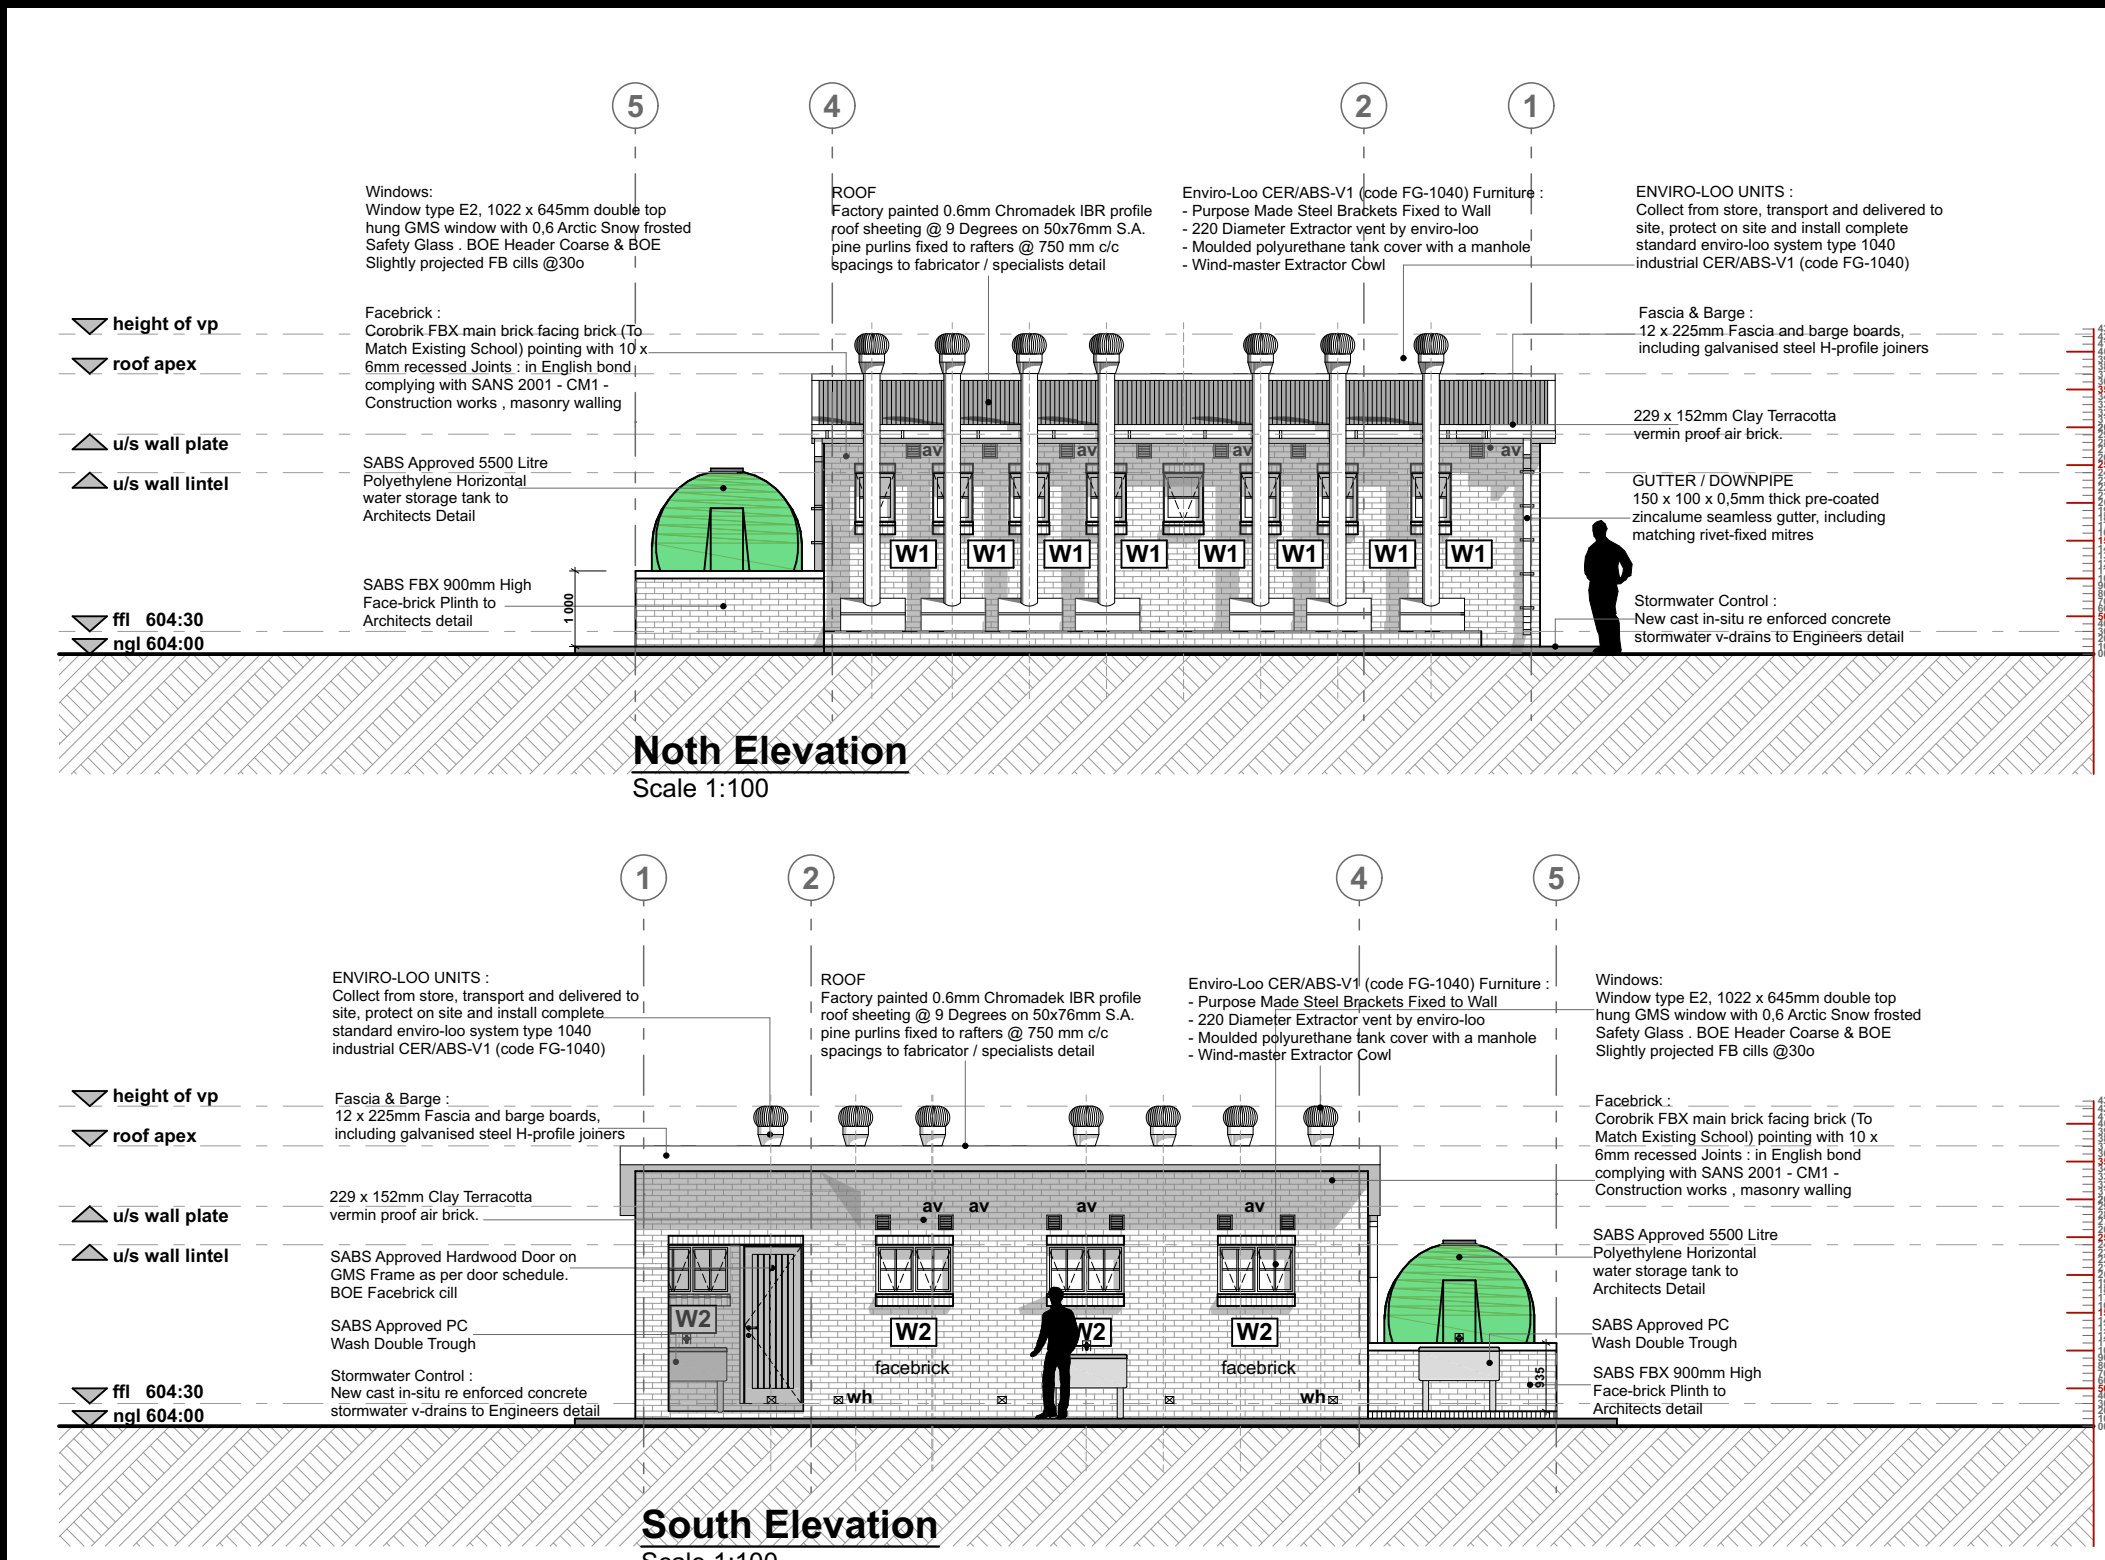 5
4
2
1
Windows:
Window type E2, 1022 x 645mm double top
hung GMS window with 0,6 Arctic Snow frosted
Safety Glass . BOE Header Coarse & BOE
Slightly projected FB cills @30o
ROOF
Factory painted 0.6mm Chromadek IBR profile
roof sheeting @ 9 Degrees on 50x76mm S.A.
pine purlins fixed to rafters @ 750 mm c/c
spacings to fabricator / specialists detail
Enviro-Loo CER/ABS-V1 (code FG-1040) Furniture :
- Purpose Made Steel Brackets Fixed to Wall
- 220 Diameter Extractor vent by enviro-loo
- Moulded polyurethane tank cover with a manhole
- Wind-master Extractor Cowl
ENVIRO-LOO UNITS :
Collect from store, transport and delivered to
site, protect on site and install complete
standard enviro-loo system type 1040
industrial CER/ABS-V1 (code FG-1040)
height of vp
roof apex
u/s wall plate
u/s wall lintel
ffl 604:30
ngl 604:00
Facebrick :
Corobrik FBX main brick facing brick (To
Match Existing School) pointing with 10 x
6mm recessed Joints : in English bond
complying with SANS 2001 - CM1 -
Construction works , masonry walling
SABS Approved 5500 Litre
Polyethylene Horizontal
water storage tank to
Architects Detail
SABS FBX 900mm High
Face-brick Plinth to
Architects detail
1 000
av
av
av
av
W1
W1
W1
W1
W1
W1
W1
W1
Fascia & Barge :
12 x 225mm Fascia and barge boards,
including galvanised steel H-profile joiners
229 x 152mm Clay Terracotta
vermin proof air brick.
GUTTER / DOWNPIPE
150 x 100 x 0,5mm thick pre-coated
zincalume seamless gutter, including
matching rivet-fixed mitres
Stormwater Control :
New cast in-situ re enforced concrete
stormwater v-drains to Engineers detail
Noth Elevation
Scale 1:100
1
2
4
5
ENVIRO-LOO UNITS :
Collect from store, transport and delivered to
site, protect on site and install complete
standard enviro-loo system type 1040
industrial CER/ABS-V1 (code FG-1040)
ROOF
Factory painted 0.6mm Chromadek IBR profile
roof sheeting @ 9 Degrees on 50x76mm S.A.
pine purlins fixed to rafters @ 750 mm c/c
spacings to fabricator / specialists detail
Enviro-Loo CER/ABS-V1 (code FG-1040) Furniture :
- Purpose Made Steel Brackets Fixed to Wall
- 220 Diameter Extractor vent by enviro-loo
- Moulded polyurethane tank cover with a manhole
- Wind-master Extractor Cowl
Windows:
Window type E2, 1022 x 645mm double top
hung GMS window with 0,6 Arctic Snow frosted
Safety Glass . BOE Header Coarse & BOE
Slightly projected FB cills @30o
height of vp
roof apex
u/s wall plate
u/s wall lintel
ffl 604:30
ngl 604:00
Fascia & Barge :
12 x 225mm Fascia and barge boards,
including galvanised steel H-profile joiners
229 x 152mm Clay Terracotta
vermin proof air brick.
SABS Approved Hardwood Door on
GMS Frame as per door schedule.
BOE Facebrick cill
SABS Approved PC
Wash Double Trough
Stormwater Control :
New cast in-situ re enforced concrete
stormwater v-drains to Engineers detail
av
av
av
av
W2
W2
W2
W2
facebrick
facebrick
wh
wh
935
Facebrick :
Corobrik FBX main brick facing brick (To
Match Existing School) pointing with 10 x
6mm recessed Joints : in English bond
complying with SANS 2001 - CM1 -
Construction works , masonry walling
SABS Approved 5500 Litre
Polyethylene Horizontal
water storage tank to
Architects Detail
SABS Approved PC
Wash Double Trough
SABS FBX 900mm High
Face-brick Plinth to
Architects detail
South Elevation
Scale 1:100